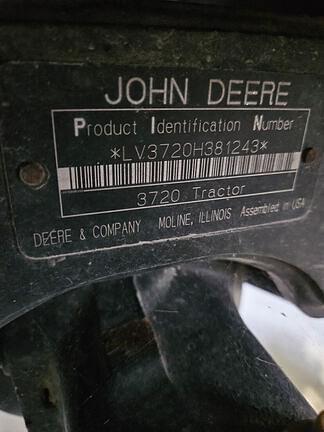 JOHN DEERE
Product Identification Number
*LV3720H381243*
3720 Tractor
DEERE & COMPANY MOLINE, ILLINOIS Assembled in USA